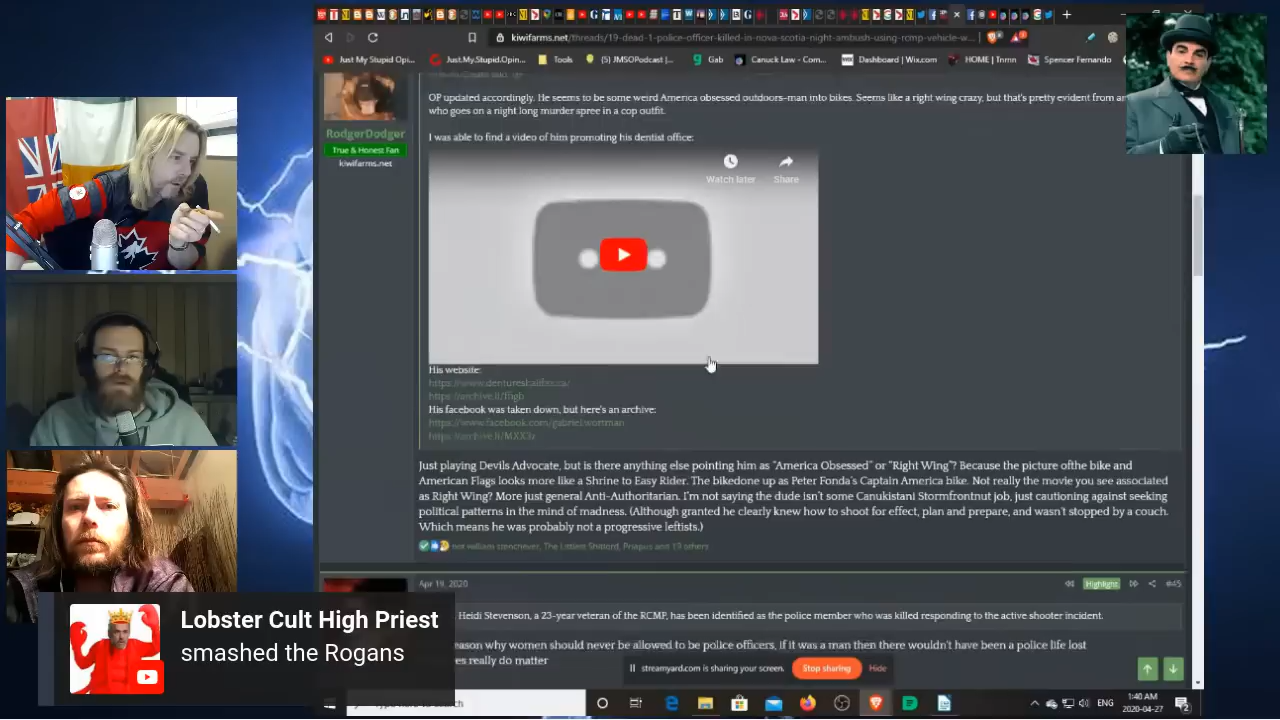 kiwifarms.net/threads/19-dead-1-police-officer-killed-in-nova-scotia-night-ambush-using-rcmp-vehicle-w...
Just My Stupid Opi...
Just.My.Stupid.Opin...
Tools
(5) JMSOPodcast |...
Gab
Canuck Law - Com...
Dashboard | Wix.com
HOME | Tnrnn
Spencer Fernando
OP updated accordingly. He seems to be some weird America obsessed outdoors-man into bikes. Seems like a right wing crazy, but that's pretty evident from
who goes on a night long murder spree in a cop outfit.
RodgerDodger
I was able to find a video of him promoting his dentist office:
True & Honest Fan
kiwifarms.net
Watch later
Share
His website:
His facebook was taken down, but here's an archive:
https://www.facebook.com/gabriel.wortman
Just playing Devils Advocate, but is there anything else pointing him as "America Obsessed" or "Right Wing"? Because the picture ofthe bike and
American Flags looks more like a Shrine to Easy Rider. The bikedone up as Peter Fonda's Captain America bike. Not really the movie you see associated
as Right Wing? More just general Anti-Authoritarian. I'm not saying the dude isn't some Canukistani Stormfrontnut job, just cautioning against seeking
political patterns in the mind of madness. (Although granted he clearly knew how to shoot for effect, plan and prepare, and wasn't stopped by a couch.
Which means he was probably not a progressive leftists.)
Apr 19, 2020
Highlight
#45
Heidi Stevenson, a 23-year veteran of the RCMP, has been identified as the police member who was killed responding to the active shooter incident.
Lobster Cult High Priest
smashed the Rogans
eason why women should never be allowed to be police officers, if it was a man then there wouldn't have been a police life lost
es really do matter
streamyard.com is sharing your screen.
Stop sharing
Hide
to search
ENG
1:40 AM
2020-04-27
2